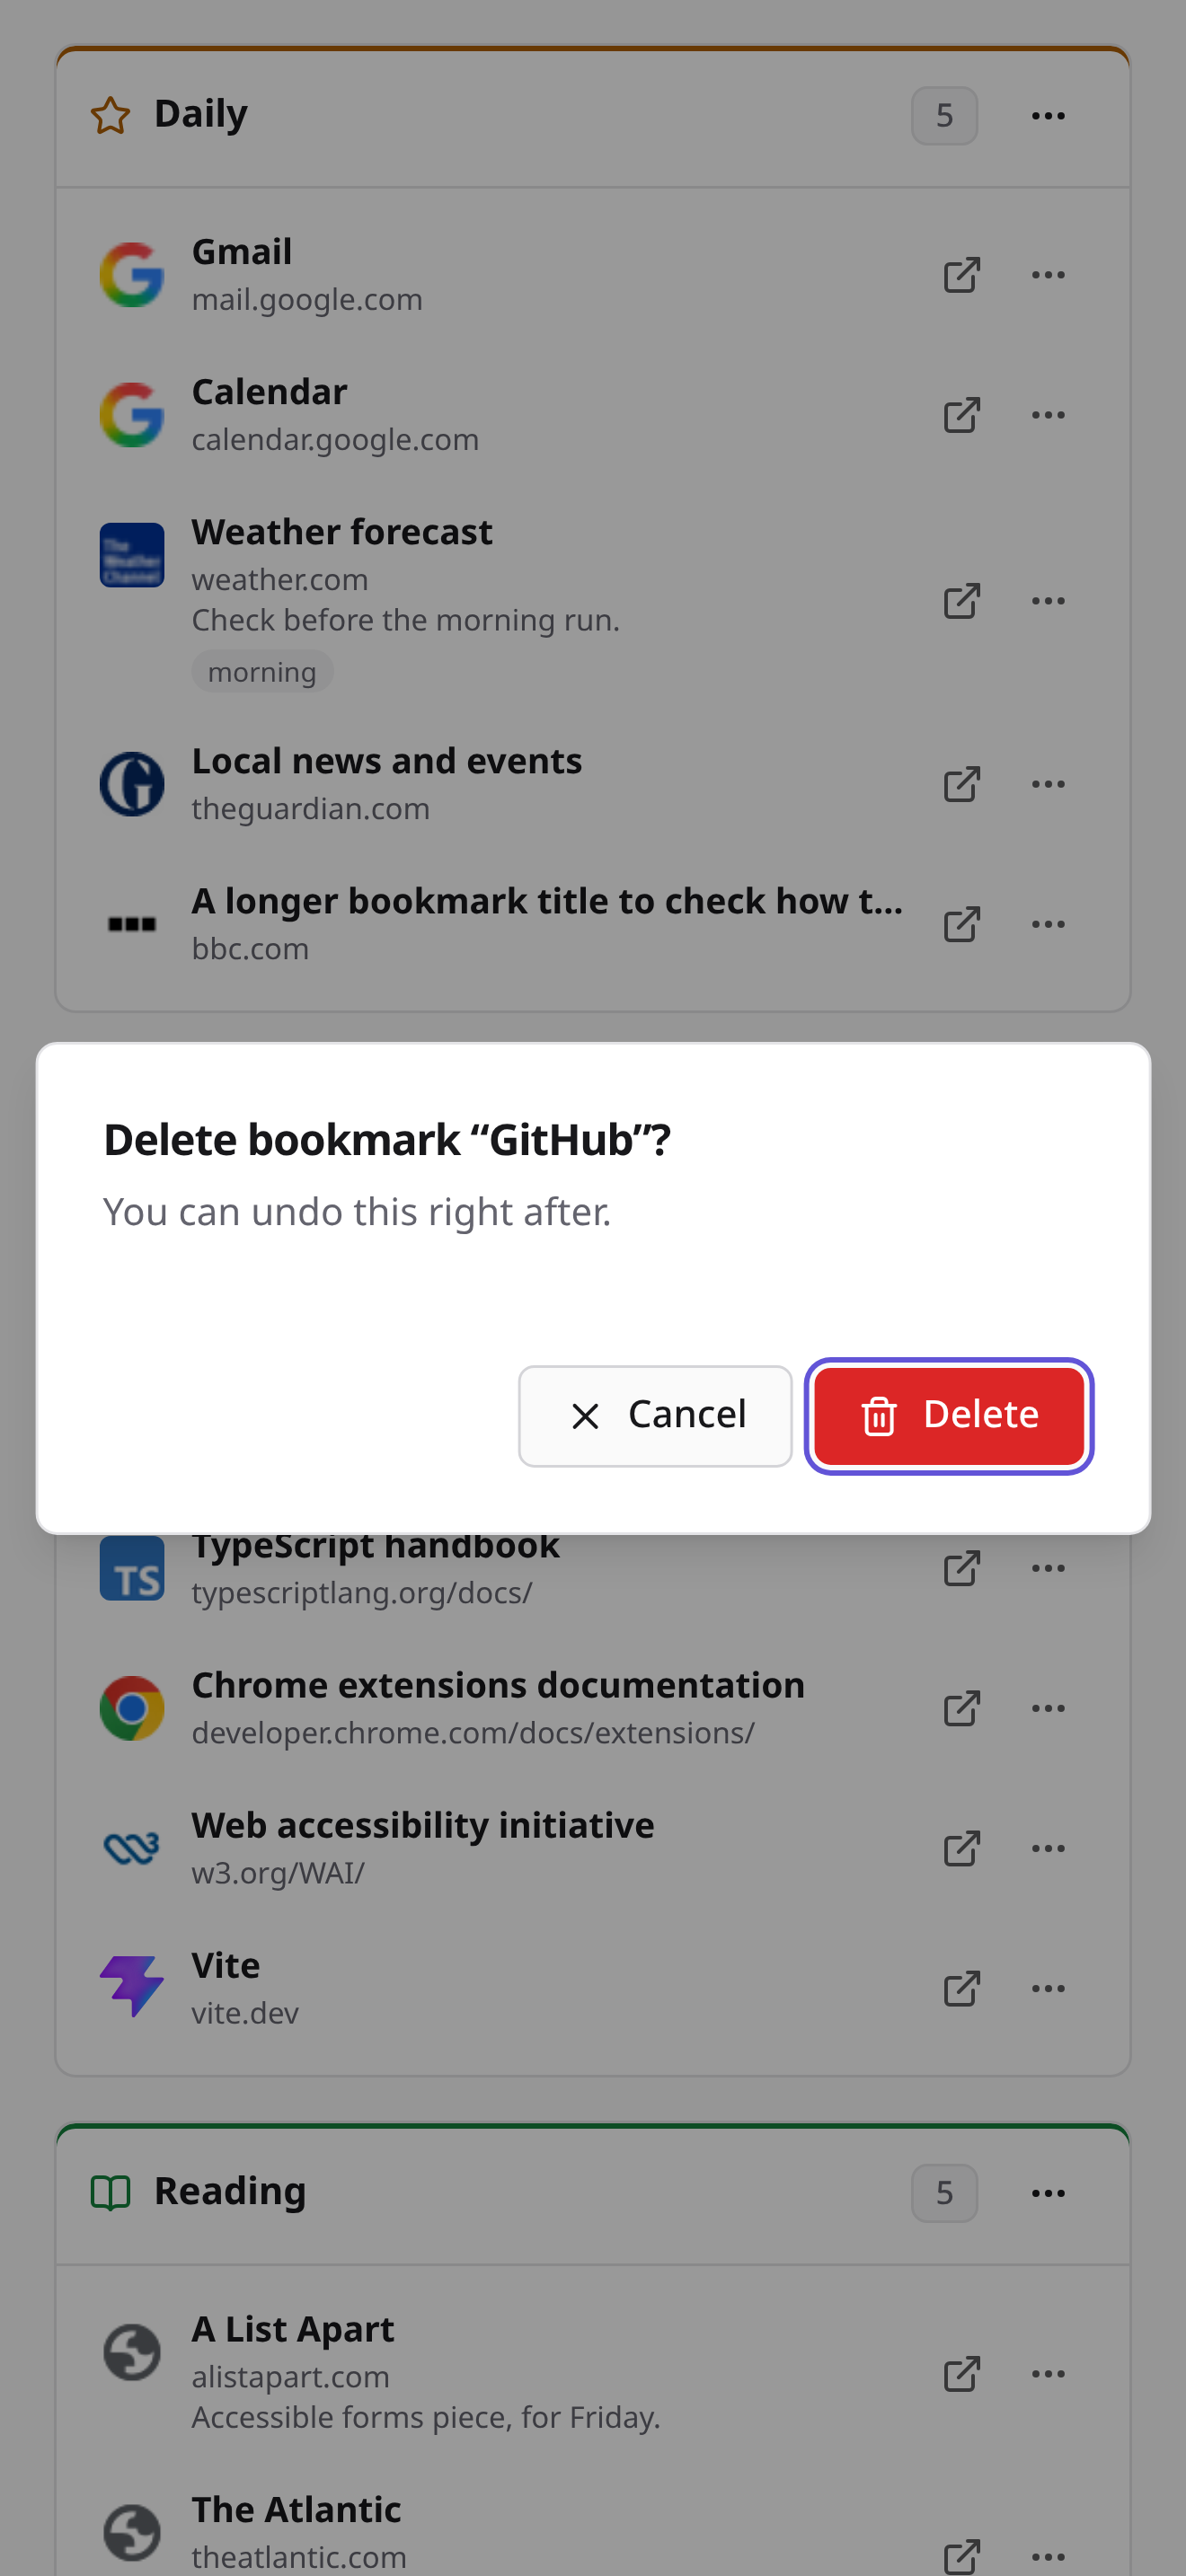 Daily
5
Gmail
mail.google.com
Calendar
calendar.google.com
The
Weather
Channel
Weather forecast
weather.com
Check before the morning run.
morning
Local news and events
theguardian.com
A longer bookmark title to check how t...
bbc.com
Delete bookmark “GitHub”?
You can undo this right after.
Cancel
Delete
TS
TypeScript handbook
typescriptlang.org/docs/
Chrome extensions documentation
developer.chrome.com/docs/extensions/
Web accessibility initiative
w3.org/WAI/
Vite
vite.dev
Reading
5
A List Apart
alistapart.com
Accessible forms piece, for Friday.
The Atlantic
theatlantic.com